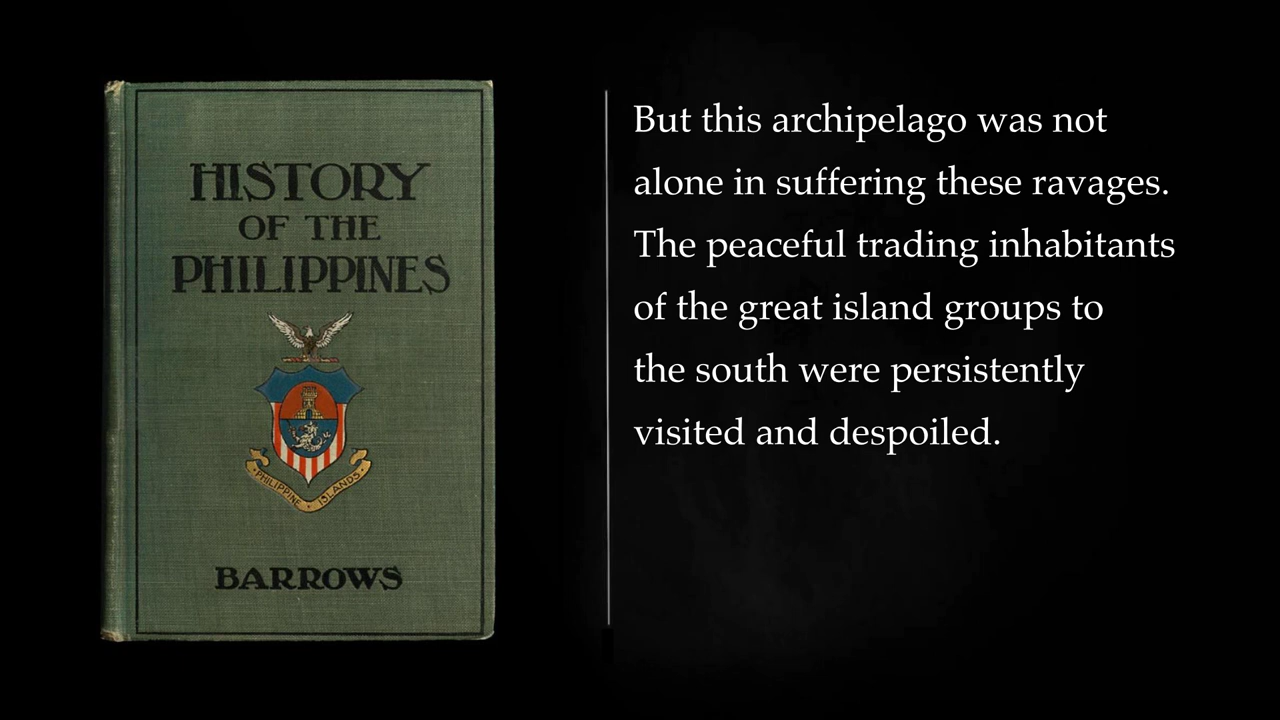 HISTORY
OF THE
PHILIPPINES
PHILIPPINE ISLANDS
BARROWS
But this archipelago was not
alone in suffering these ravages.
The peaceful trading inhabitants
of the great island groups to
the south were persistently
visited and despoiled.